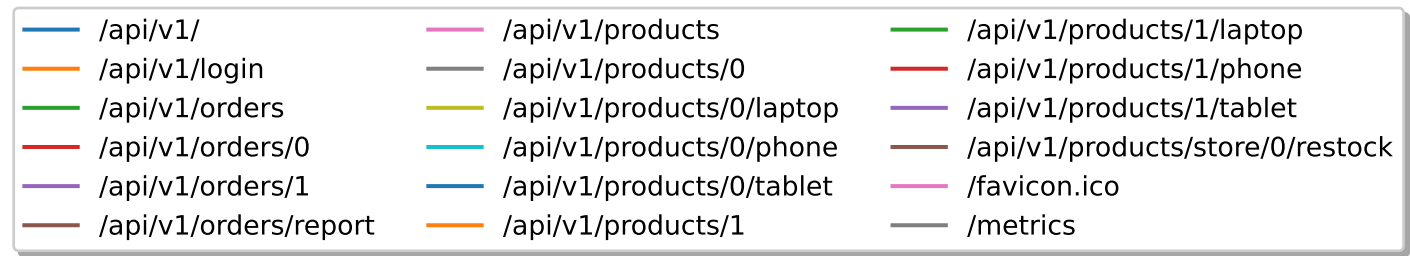 /api/v1/
/api/v1/login
/api/v1/orders
/api/v1/orders/0
/api/v1/orders/1
/api/v1/orders/report
/api/v1/products
/api/v1/products/0
/api/v1/products/0/laptop
/api/v1/products/0/phone
/api/v1/products/0/tablet
/api/v1/products/1
/api/v1/products/1/laptop
/api/v1/products/1/phone
/api/v1/products/1/tablet
/api/v1/products/store/0/restock
/favicon.ico
/metrics